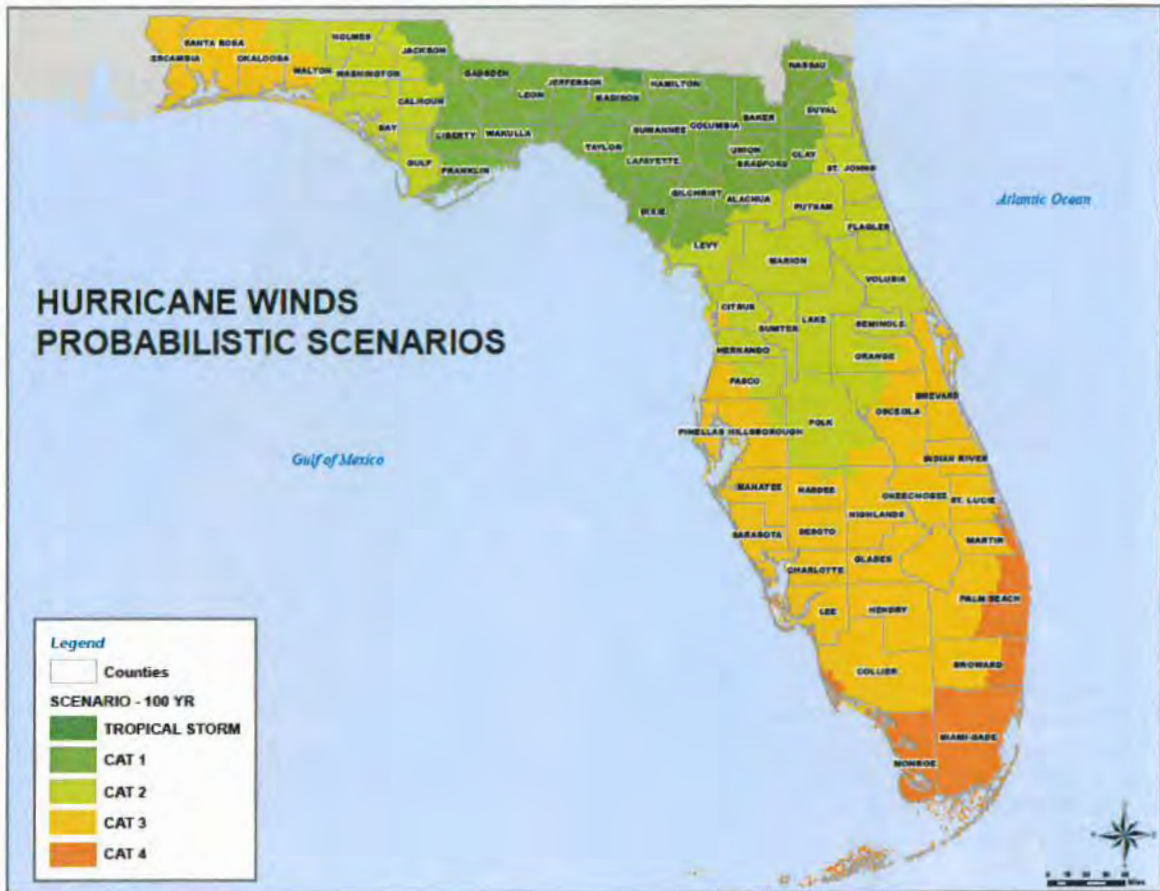 HOLMES
SANTA ROSA
JACKSON
ESCAMBIA
OKALOOSA
WALTON
WASHINGTON
GADSDEN
NASSAU
JEFFERSON
HAMILTON
LEON
MADISON
CALHOUN
DUVAL
BAKER
BAY
LIBERTY
WAKULLA
SUWANNEE
COLUMBIA
TAYLOR
UNION
CLAY
LAFAYETTE
BRADFORD
GULF
FRANKLIN
ST. JOHNS
GILCHRIST
ALACHUA
PUTNAM
Atlantic Ocean
DIXIE
FLAGLER
LEVY
MARION
VOLUSIA
HURRICANE WINDS
PROBABILISTIC SCENARIOS
CITRUS
LAKE
SUMTER
SEMINOLE
HERNANDO
ORANGE
PASCO
BREVARD
OSCEOLA
POLK
PINELLAS
HILLSBOROUGH
Gulf of Mexico
INDIAN RIVER
MANATEE
HARDEE
OKEECHOBEE
ST. LUCIE
HIGHLANDS
SARASOTA
DESOTO
MARTIN
GLADES
CHARLOTTE
PALM BEACH
LEE
HENDRY
COLLIER
BROWARD
MIAMI-DADE
MONROE
Legend
Counties
SCENARIO - 100 YR
TROPICAL STORM
CAT 1
CAT 2
CAT 3
CAT 4